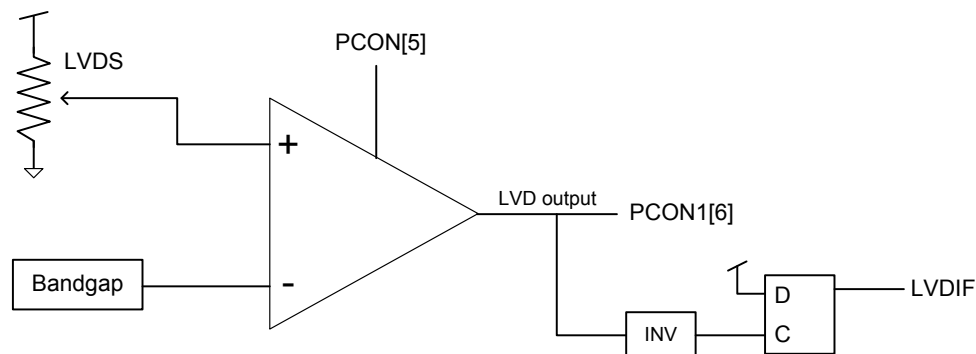 PCON[5]
LVDS
+
LVD output
PCON1[6]
Bandgap
-
D
LVDIF
INV
C